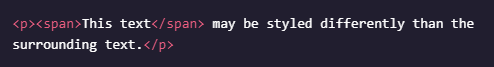 <p><span>This text</span> may be styled differently than the
surrounding text.</p>